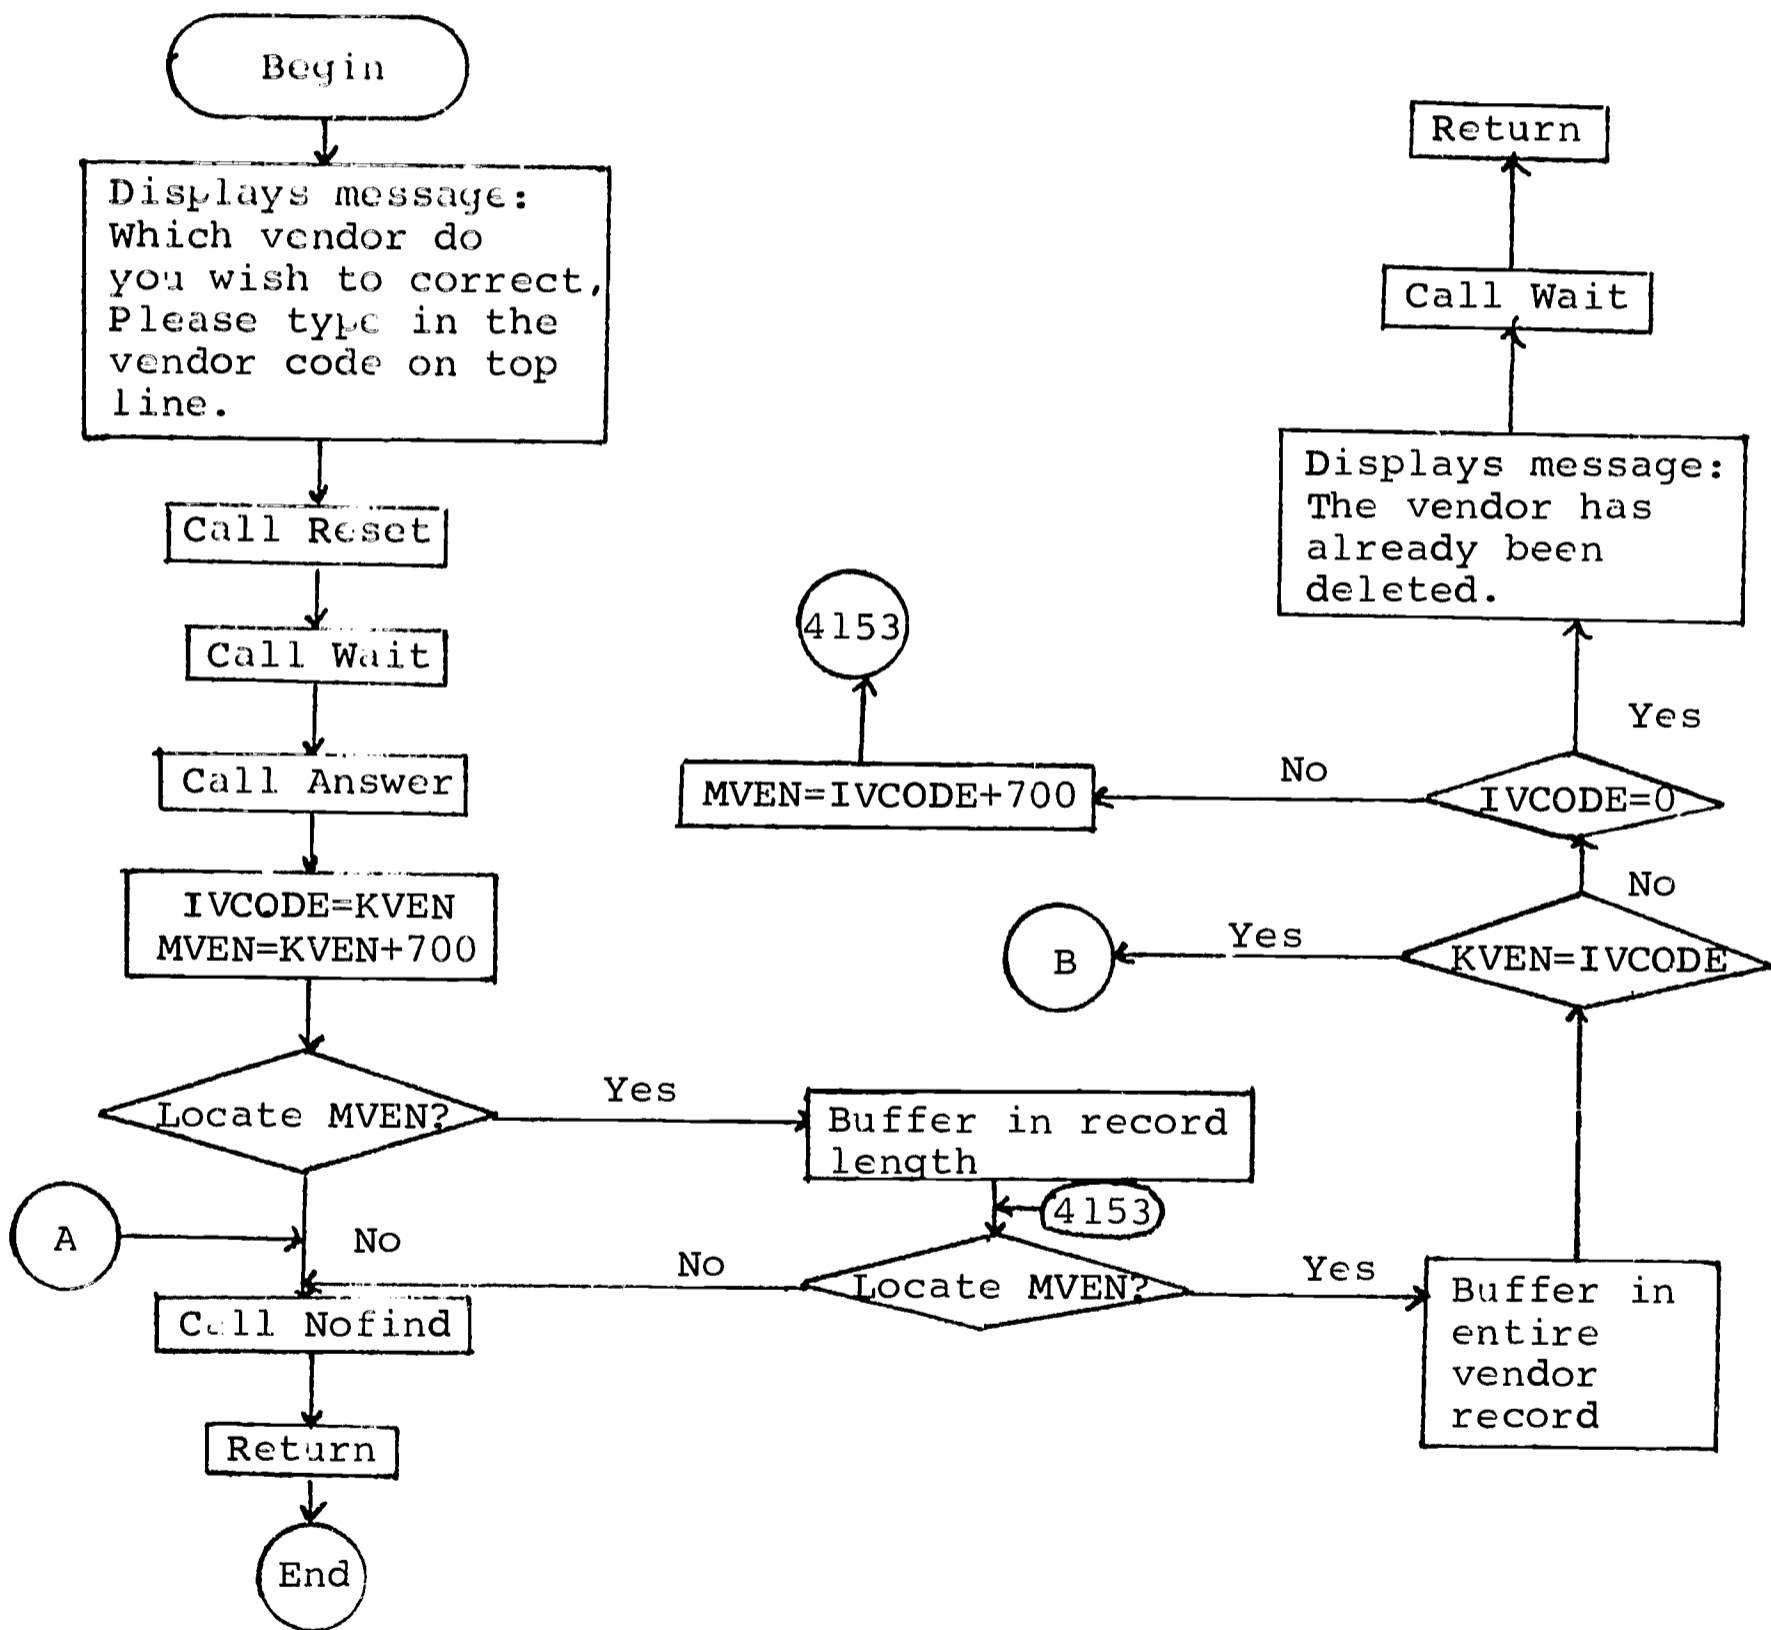 Begin
Displays message:
Which vendor do
you wish to correct,
Please type in the
vendor code on top
line.
Call Reset
Call Wait
Call Answer
IVCODE=KVEN
MVEN=KVEN+700
Locate MVEN?
Yes
No
A
Call Nofind
Return
End
Buffer in record
length
4153
Locate MVEN?
No
Yes
Buffer in
entire
vendor
record
KVEN=IVCODE
Yes
B
No
IVCODE=0
No
MVEN=IVCODE+700
4153
Yes
Displays message:
The vendor has
already been
deleted.
Call Wait
Return